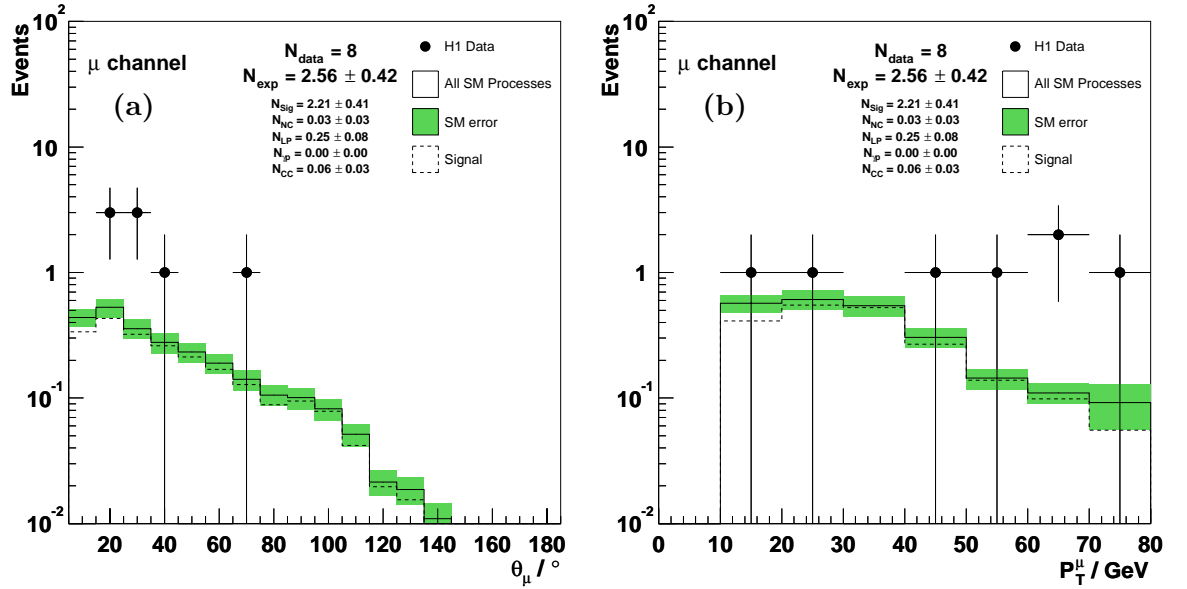 Events
10²
10
1
10⁻¹
10⁻²
μ channel
(a)
N_data = 8
N_exp = 2.56 ± 0.42
N_Sig = 2.21 ± 0.41
N_NC = 0.03 ± 0.03
N_LP = 0.25 ± 0.08
N_γp = 0.00 ± 0.00
N_CC = 0.06 ± 0.03
H1 Data
All SM Processes
SM error
Signal
20 40 60 80 100 120 140 160 180
θ_μ / °
Events
10²
10
1
10⁻¹
10⁻²
μ channel
(b)
N_data = 8
N_exp = 2.56 ± 0.42
N_Sig = 2.21 ± 0.41
N_NC = 0.03 ± 0.03
N_LP = 0.25 ± 0.08
N_γp = 0.00 ± 0.00
N_CC = 0.06 ± 0.03
H1 Data
All SM Processes
SM error
Signal
0 10 20 30 40 50 60 70 80
P_T^μ / GeV